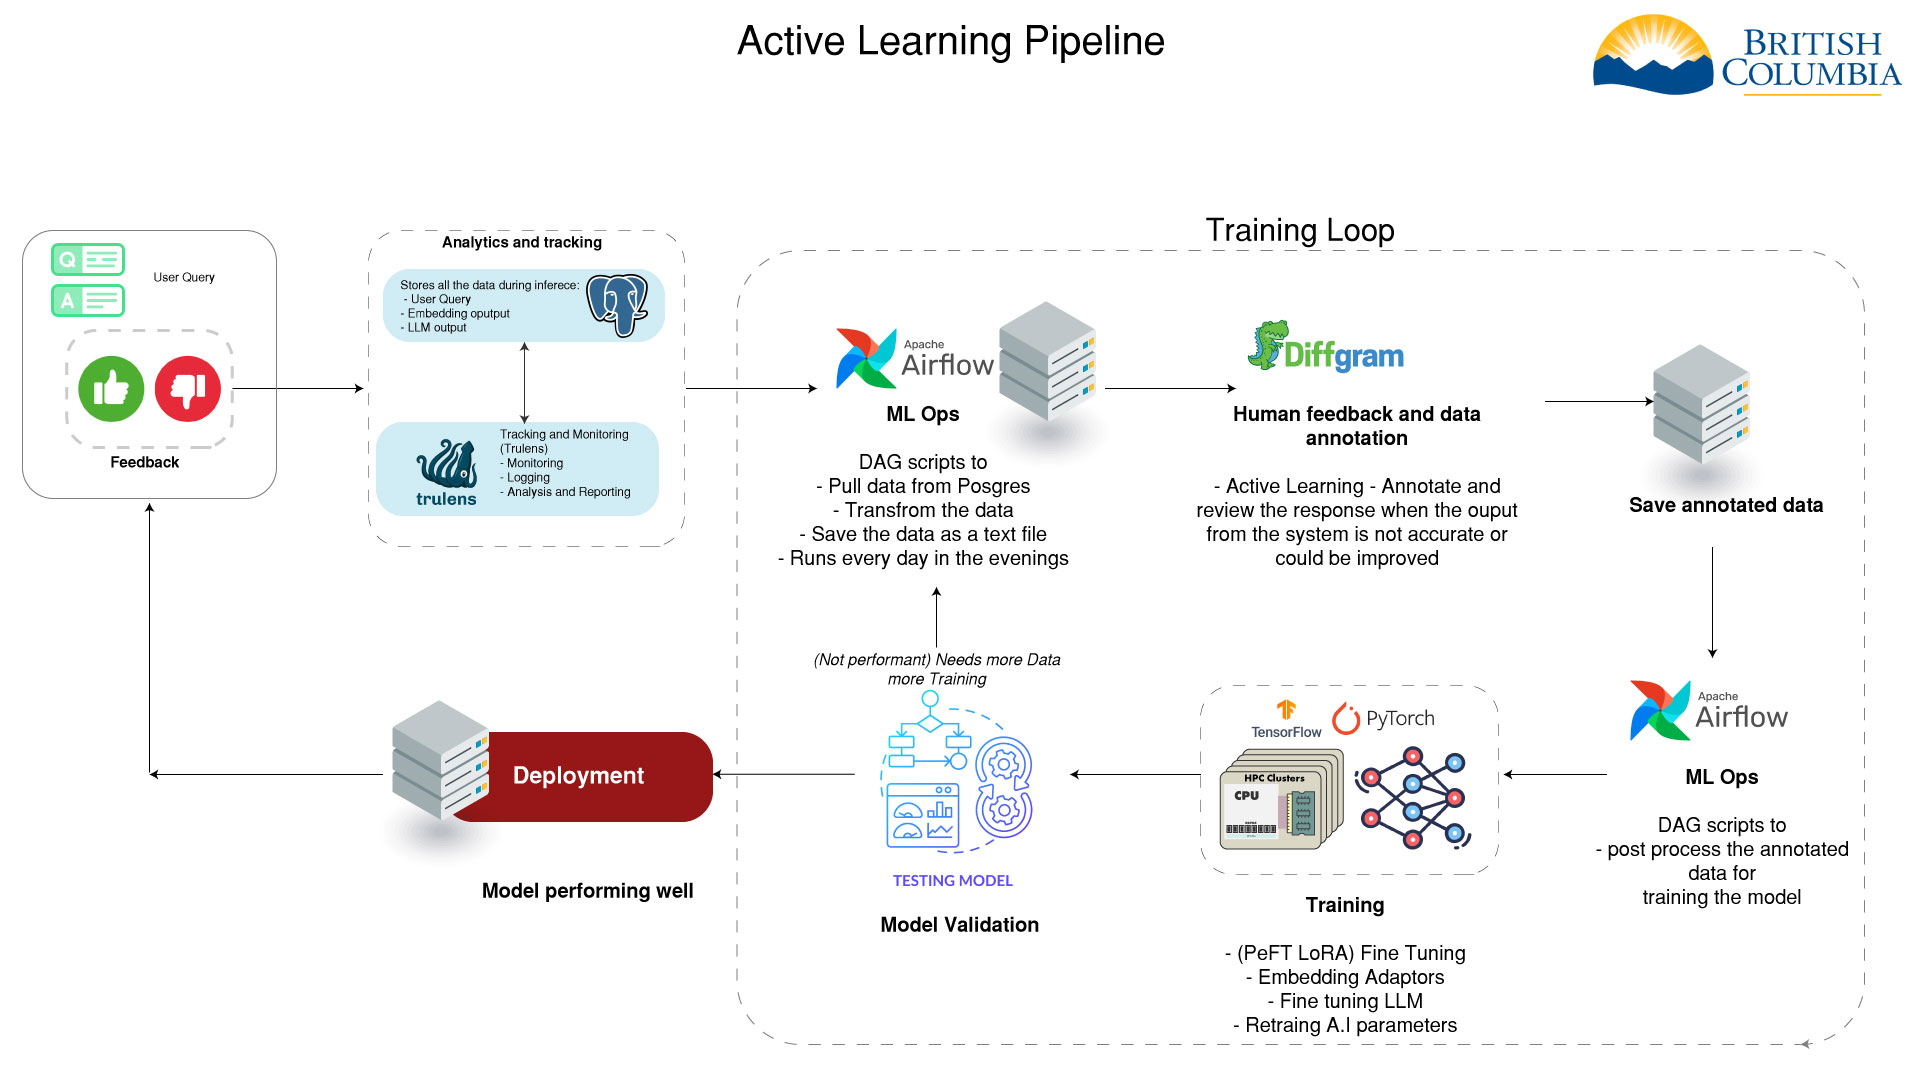 Active Learning Pipeline
BRITISH
COLUMBIA
Training Loop
Q
A
User Query
Feedback
Analytics and tracking
Stores all the data during inferece:
- User Query
- Embedding oputput
- LLM output
trulens
Tracking and Monitoring
(Trulens)
- Monitoring
- Logging
- Analysis and Reporting
Apache
Airflow
ML Ops
DAG scripts to
- Pull data from Posgres
- Transfrom the data
- Save the data as a text file
- Runs every day in the evenings
Diffgram
Human feedback and data
annotation
- Active Learning - Annotate and
review the response when the ouput
from the system is not accurate or
could be improved
Save annotated data
Apache
Airflow
ML Ops
DAG scripts to
- post process the annotated
data for
training the model
TensorFlow
PyTorch
HPC Clusters
CPU
Training
- (PeFT LoRA) Fine Tuning
- Embedding Adaptors
- Fine tuning LLM
- Retraing A.I parameters
(Not performant) Needs more Data
more Training
TESTING MODEL
Model Validation
Deployment
Model performing well